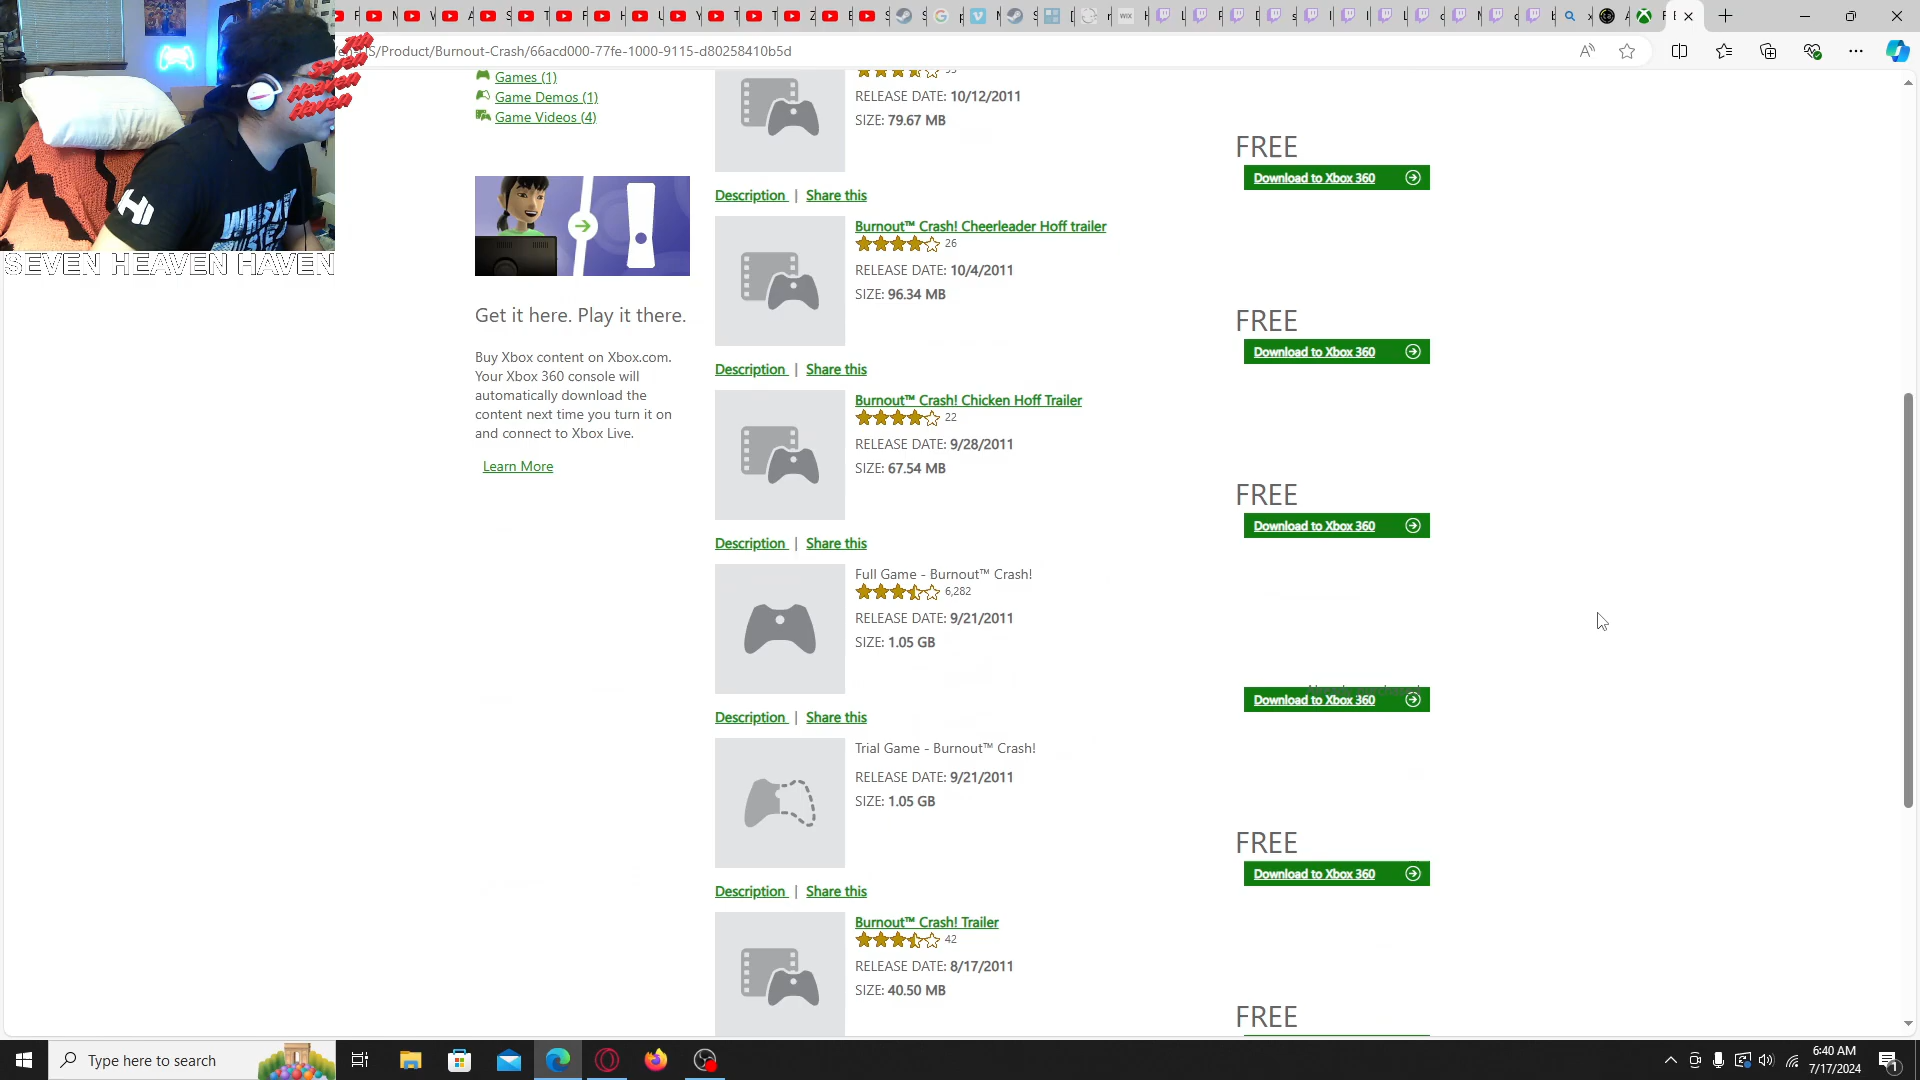 S/Product/Burnout-Crash/66acd000-77fe-1000-9115-d80258410b5d
7th
Seven
Heaven
Haven
SEVEN HEAVEN HAVEN
Games (1)
Game Demos (1)
Game Videos (4)
Get it here. Play it there.
Buy Xbox content on Xbox.com.
Your Xbox 360 console will
automatically download the
content next time you turn it on
and connect to Xbox Live.
Learn More
RELEASE DATE: 10/12/2011
SIZE: 79.67 MB
FREE
Download to Xbox 360
Description | Share this
Burnout™ Crash! Cheerleader Hoff trailer
26
RELEASE DATE: 10/4/2011
SIZE: 96.34 MB
FREE
Download to Xbox 360
Description | Share this
Burnout™ Crash! Chicken Hoff Trailer
22
RELEASE DATE: 9/28/2011
SIZE: 67.54 MB
FREE
Download to Xbox 360
Description | Share this
Full Game - Burnout™ Crash!
6,282
RELEASE DATE: 9/21/2011
SIZE: 1.05 GB
Download to Xbox 360
Description | Share this
Trial Game - Burnout™ Crash!
RELEASE DATE: 9/21/2011
SIZE: 1.05 GB
FREE
Download to Xbox 360
Description | Share this
Burnout™ Crash! Trailer
42
RELEASE DATE: 8/17/2011
SIZE: 40.50 MB
FREE
Type here to search
6:40 AM
7/17/2024
1